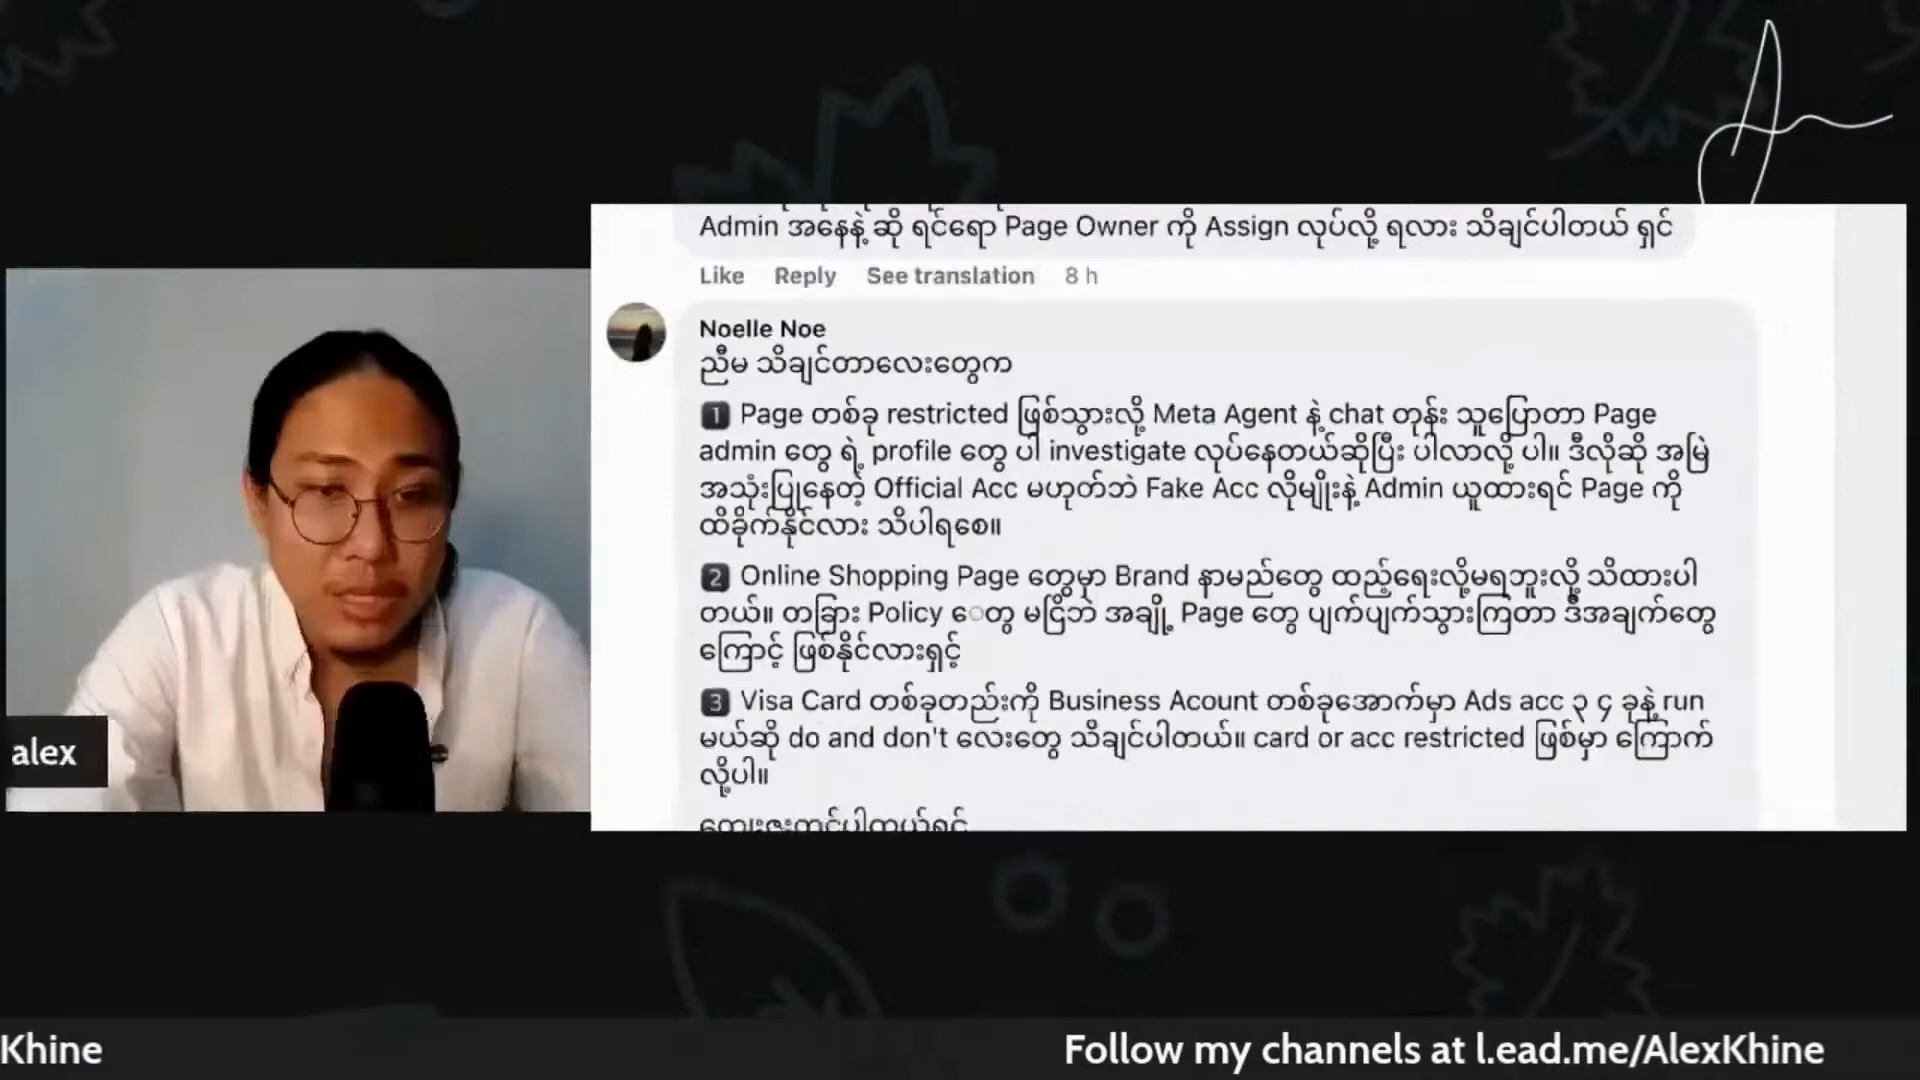 Admin အနေနဲ့ ဆို ရင်ရော Page Owner ကို Assign လုပ်လို့ ရလား သိချင်ပါတယ် ရှင်
Like Reply See translation 8 h
Noelle Noe
ညီမ သိချင်တာလေးတွေက
1 Page တစ်ခု restricted ဖြစ်သွားလို့ Meta Agent နဲ့ chat တုန်း သူပြောတာ Page
admin တွေ ရဲ့ profile တွေ ပါ investigate လုပ်နေတယ်ဆိုပြီး ပါလာလို့ ပါ။ ဒီလိုဆို အမြဲ
အသုံးပြုနေတဲ့ Official Acc မဟုတ်ဘဲ Fake Acc လိုမျိုးနဲ့ Admin ယူထားရင် Page ကို
ထိခိုက်နိုင်လား သိပါရစေ။
2 Online Shopping Page တွေမှာ Brand နာမည်တွေ ထည့်ရေးလို့မရဘူးလို့ သိထားပါ
တယ်။ တခြား Policy ေတွ မငြိဘဲ အချို့ Page တွေ ပျက်ပျက်သွားကြတာ ဒီအချက်တွေ
ကြောင့် ဖြစ်နိုင်လားရှင့်
3 Visa Card တစ်ခုတည်းကို Business Acount တစ်ခုအောက်မှာ Ads acc ၃ ၄ ခုနဲ့ run
မယ်ဆို do and don't လေးတွေ သိချင်ပါတယ်။ card or acc restricted ဖြစ်မှာ ကြောက်
လို့ပါ။
ကျေးဇူးတင်ပါတယ်ရှင်
alex
Khine
Follow my channels at l.ead.me/AlexKhine